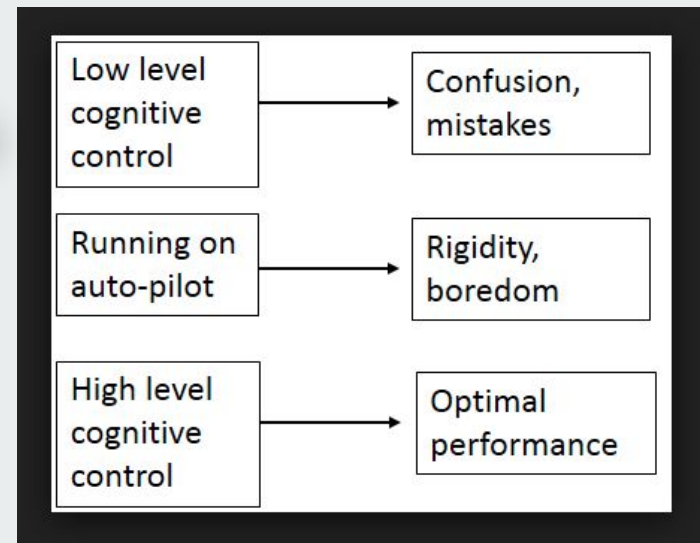 Low level
cognitive
control
Confusion,
mistakes
Running on
auto-pilot
Rigidity,
boredom
High level
cognitive
control
Optimal
performance